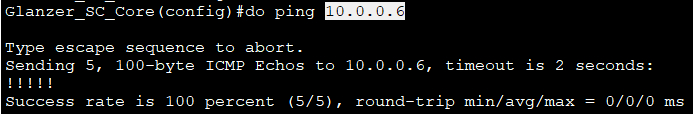 Glanzer_SC_Core(config)#do ping 10.0.0.6
Type escape sequence to abort.
Sending 5, 100-byte ICMP Echos to 10.0.0.6, timeout is 2 seconds:
!!!!!
Success rate is 100 percent (5/5), round-trip min/avg/max = 0/0/0 ms